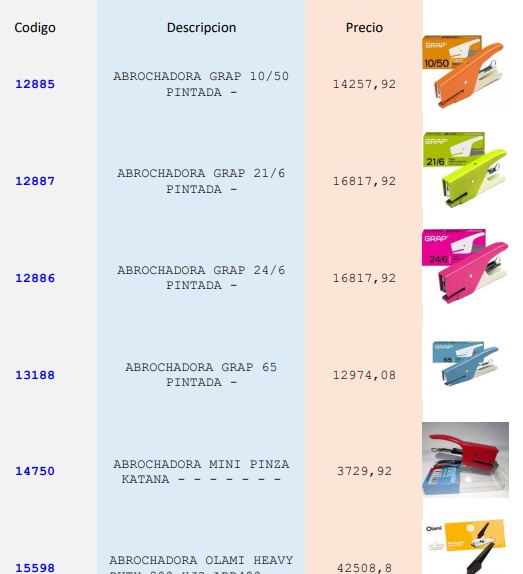 Codigo Descripcion Precio
GRAP
10/50
12885 ABROCHADORA GRAP 10/50 14257,92
PINTADA -
GRAP
21/6
12887 ABROCHADORA GRAP 21/6 16817,92
PINTADA -
GRAP
24/6
12886 ABROCHADORA GRAP 24/6 16817,92
PINTADA -
GRAP
65
13188 ABROCHADORA GRAP 65 12974,08
PINTADA -
14750 ABROCHADORA MINI PINZA 3729,92
KATANA - - - - - - -
Olami
15598 ABROCHADORA OLAMI HEAVY 42508,8